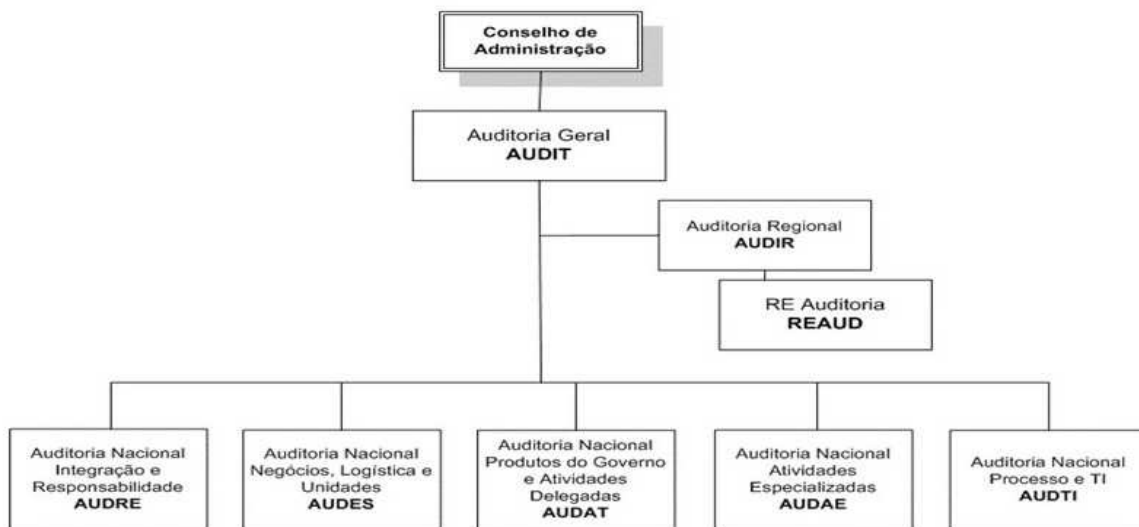 Conselho de
Administração
Auditoria Geral
AUDIT
Auditoria Regional
AUDIR
RE Auditoria
REAUD
Auditoria Nacional
Integração e
Responsabilidade
AUDRE
Auditoria Nacional
Negócios, Logística e
Unidades
AUDES
Auditoria Nacional
Produtos do Governo
e Atividades
Delegadas
AUDAT
Auditoria Nacional
Atividades
Especializadas
AUDAE
Auditoria Nacional
Processo e TI
AUDTI